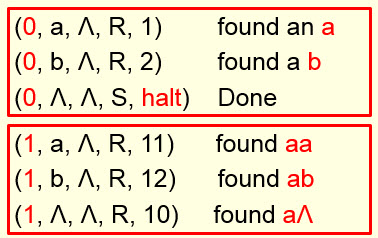 (0, a, Λ, R, 1) found an a
(0, b, Λ, R, 2) found a b
(0, Λ, Λ, S, halt) Done
(1, a, Λ, R, 11) found aa
(1, b, Λ, R, 12) found ab
(1, Λ, Λ, R, 10) found aΛ